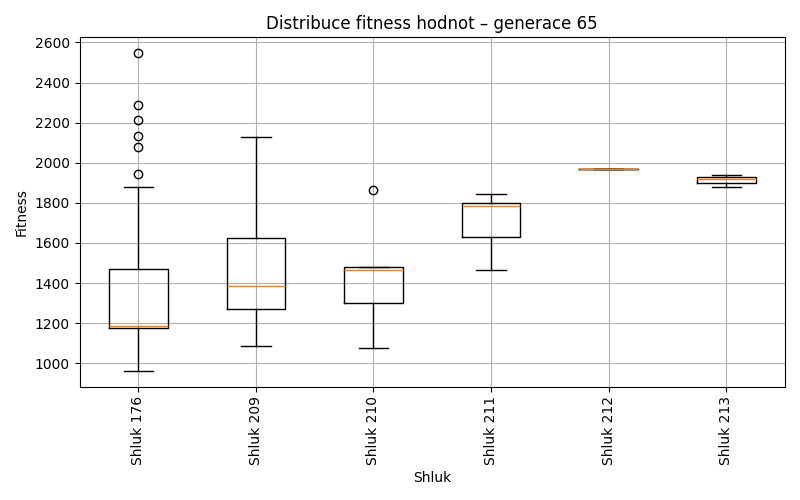 Distribuce fitness hodnot – generace 65
Fitness
2600
2400
2200
2000
1800
1600
1400
1200
1000
Shluk 176
Shluk 209
Shluk 210
Shluk 211
Shluk 212
Shluk 213
Shluk